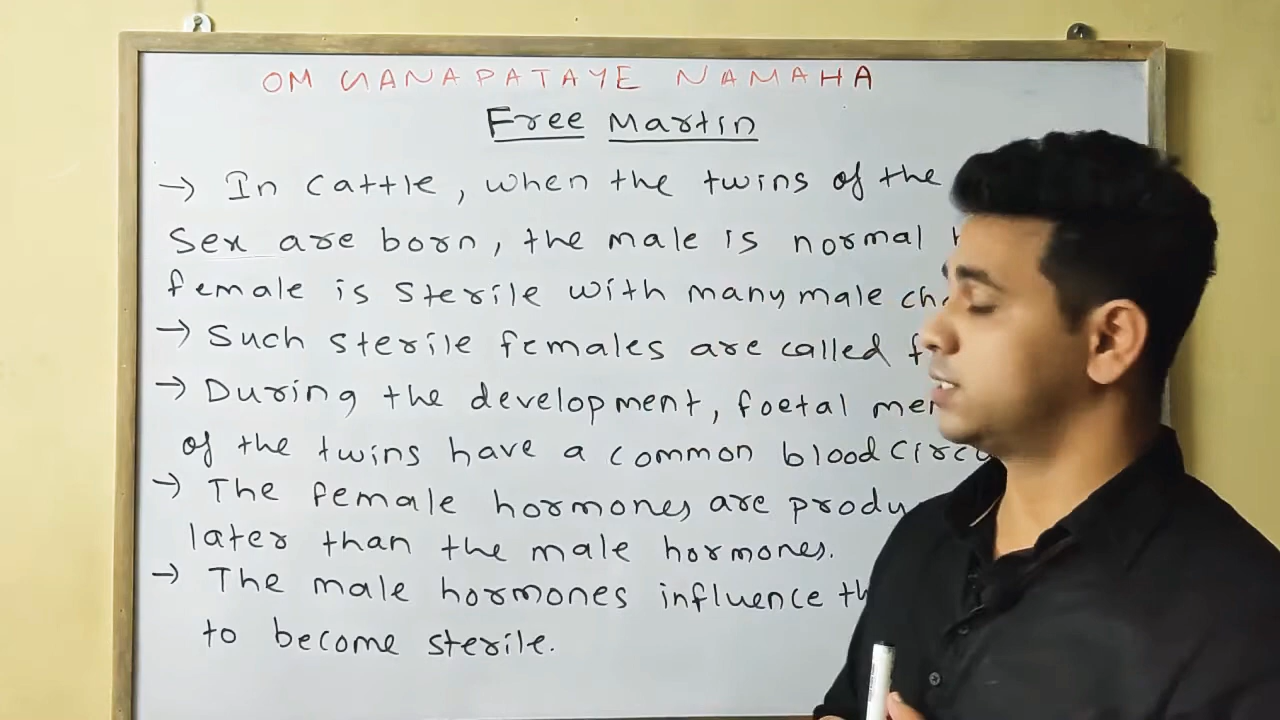 OM GANAPATAYE NAMAHA
Free Martin
→ In cattle, when the twins of the
Sex are born, the male is normal
female is sterile with many male
→ Such sterile females are called
→ During the development, foetal
of the twins have a common blood
→ The female hormones are
later than the male hormones.
→ The male hormones influence
to become sterile.